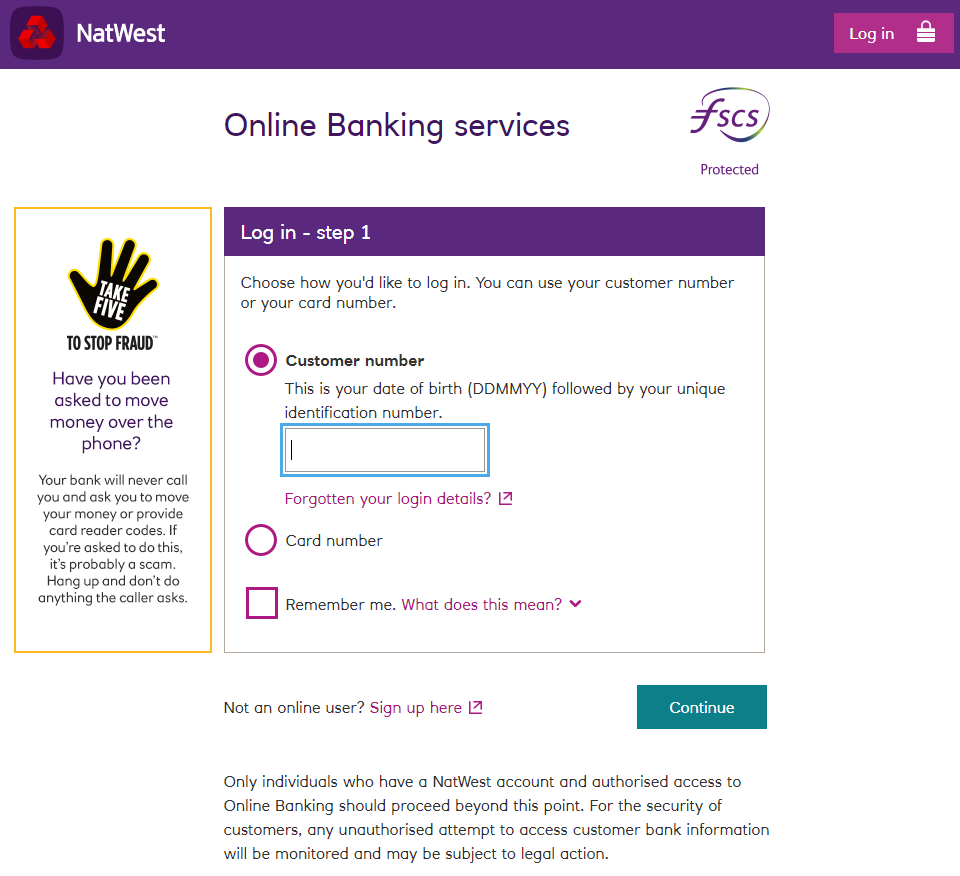 NatWest
Log in
Online Banking services
fscs
Protected
TAKE
FIVE
TO STOP FRAUD™
Have you been
asked to move
money over the
phone?
Your bank will never call
you and ask you to move
your money or provide
card reader codes. If
you're asked to do this,
it's probably a scam.
Hang up and don't do
anything the caller asks.
Log in - step 1
Choose how you'd like to log in. You can use your customer number
or your card number.
Customer number
This is your date of birth (DDMMYY) followed by your unique
identification number.
Forgotten your login details?
Card number
Remember me. What does this mean?
Not an online user? Sign up here
Continue
Only individuals who have a NatWest account and authorised access to
Online Banking should proceed beyond this point. For the security of
customers, any unauthorised attempt to access customer bank information
will be monitored and may be subject to legal action.